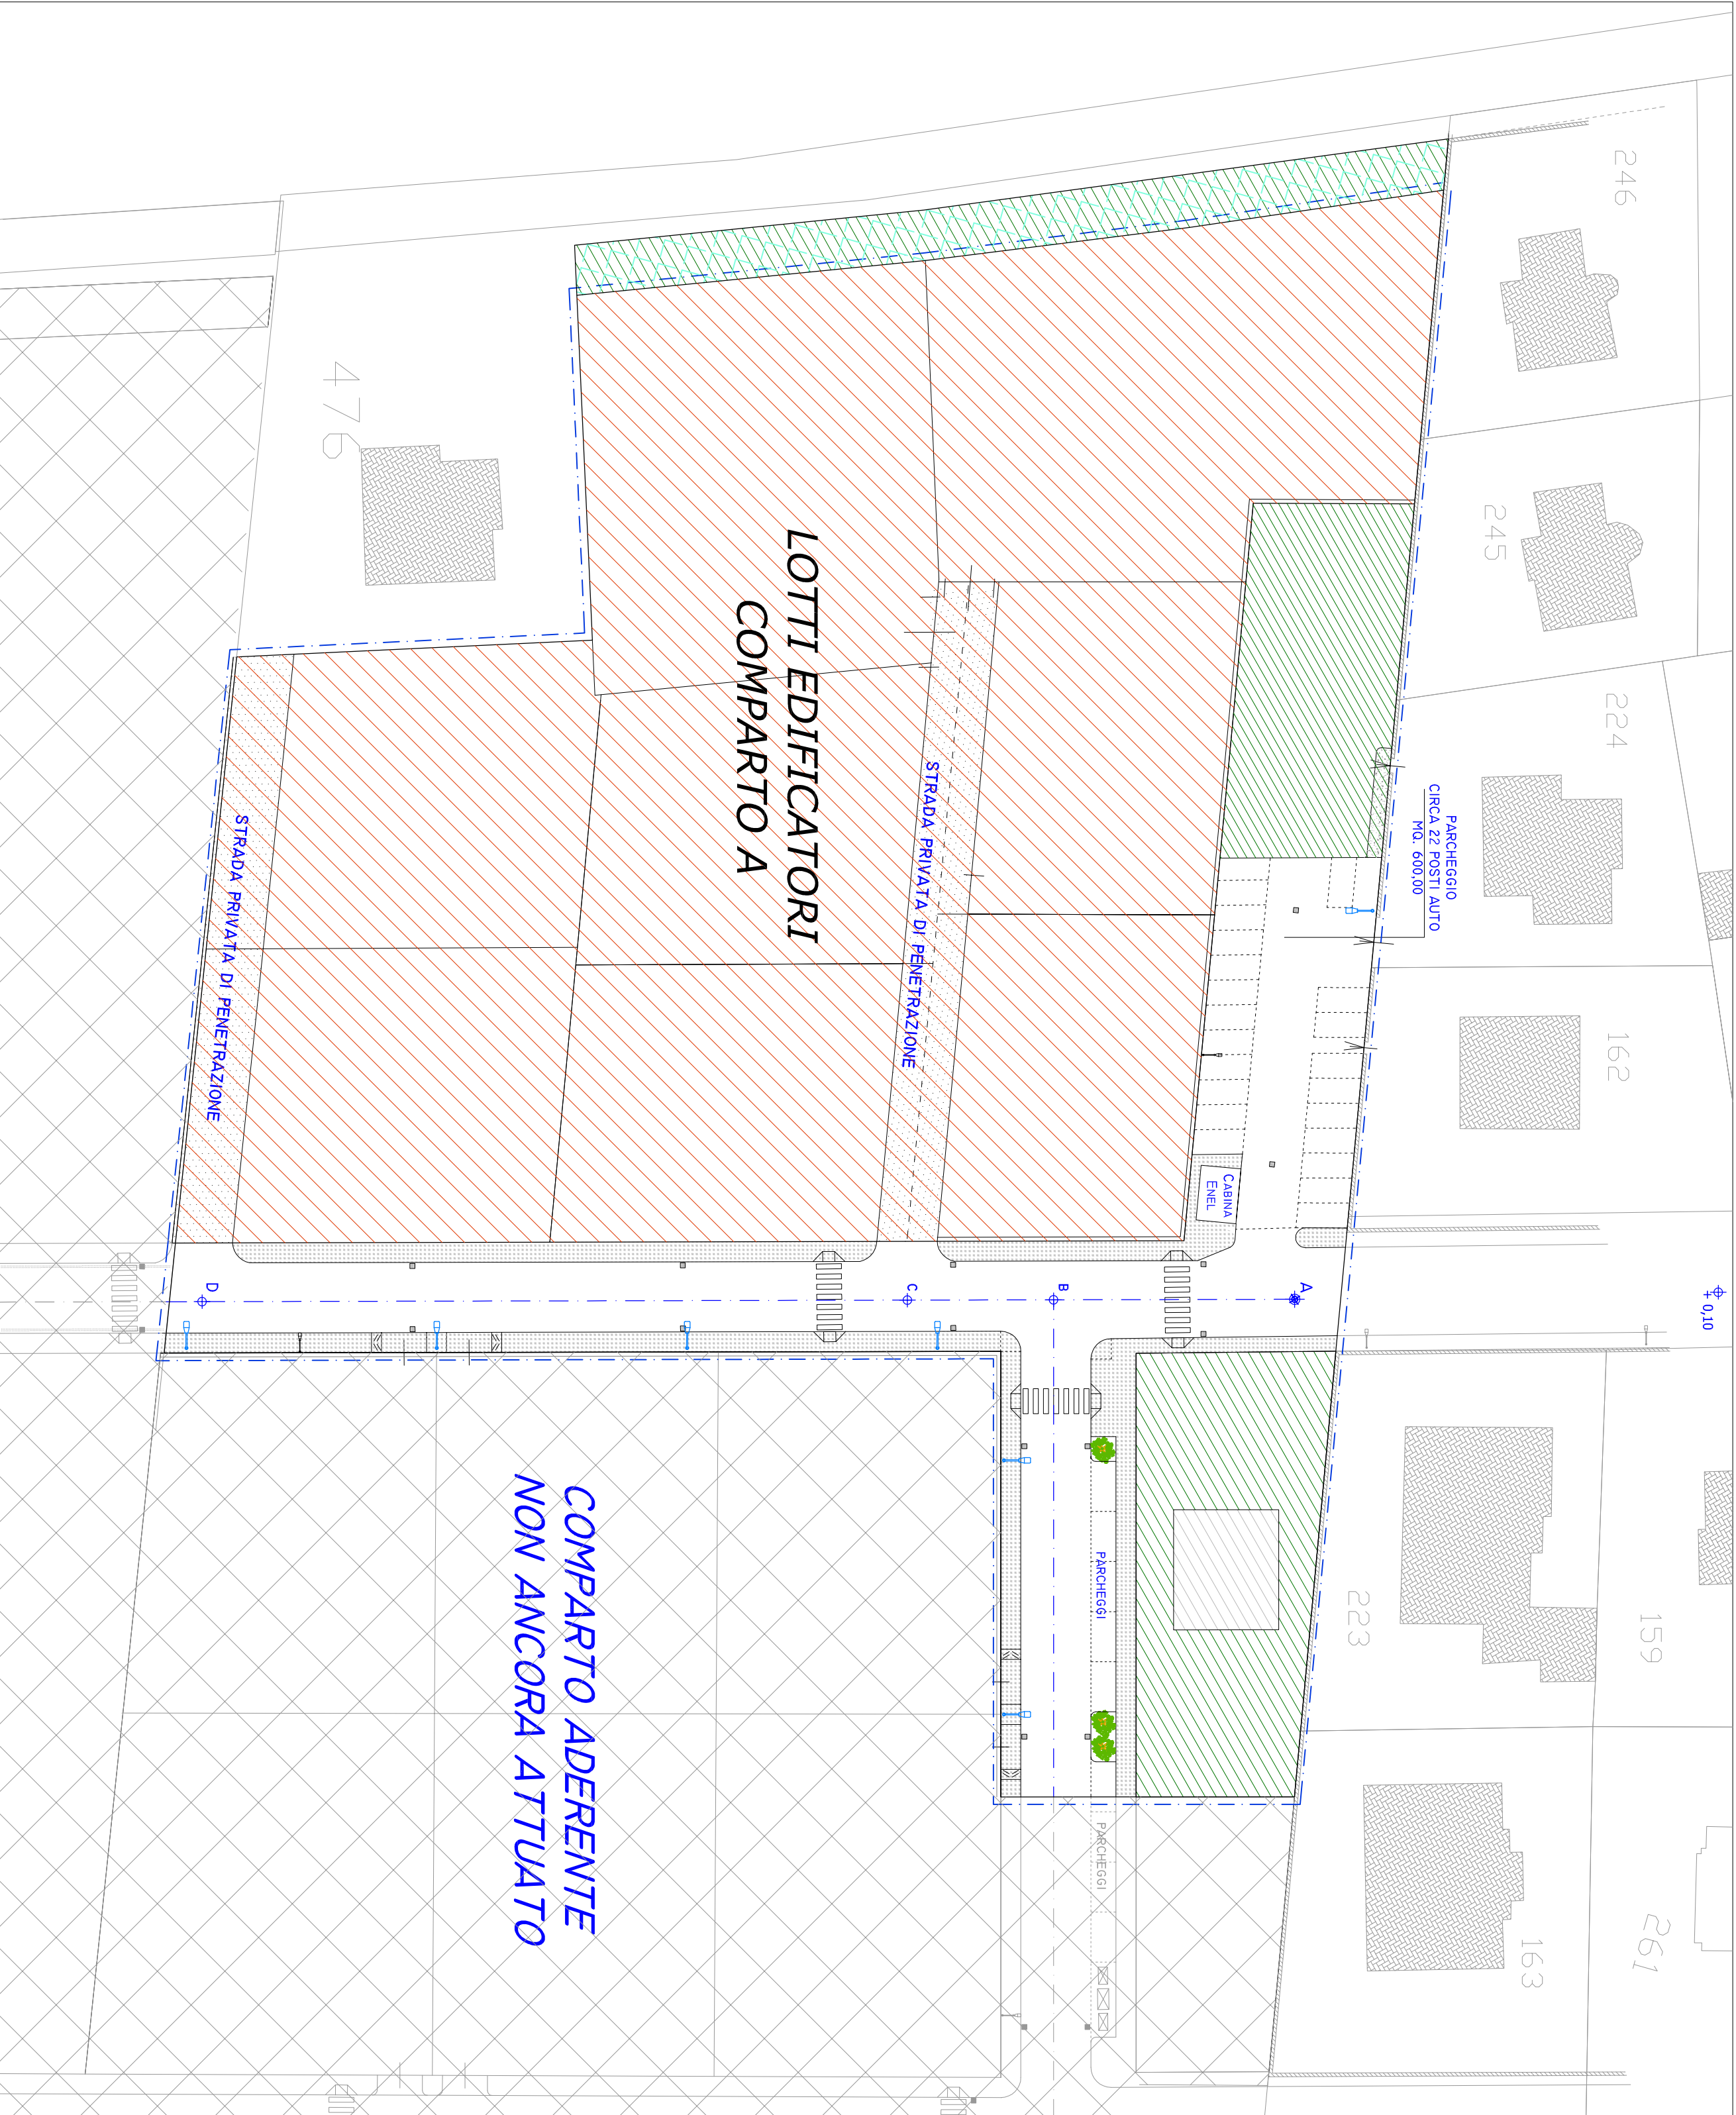 246
245
224
162
PARCHEGGIO
CIRCA 22 POSTI AUTO
MQ. 600,00
476
LOTTI EDIFICATORI
COMPARTO A
STRADA PRIVATA DI PENETRAZIONE
STRADA PRIVATA DI PENETRAZIONE
CABINA
ENEL
+ 0,10
A
B
C
D
PARCHEGGI
PARCHEGGI
COMPARTO ADERENTE
NON ANCORA ATTUATO
223
159
163
261